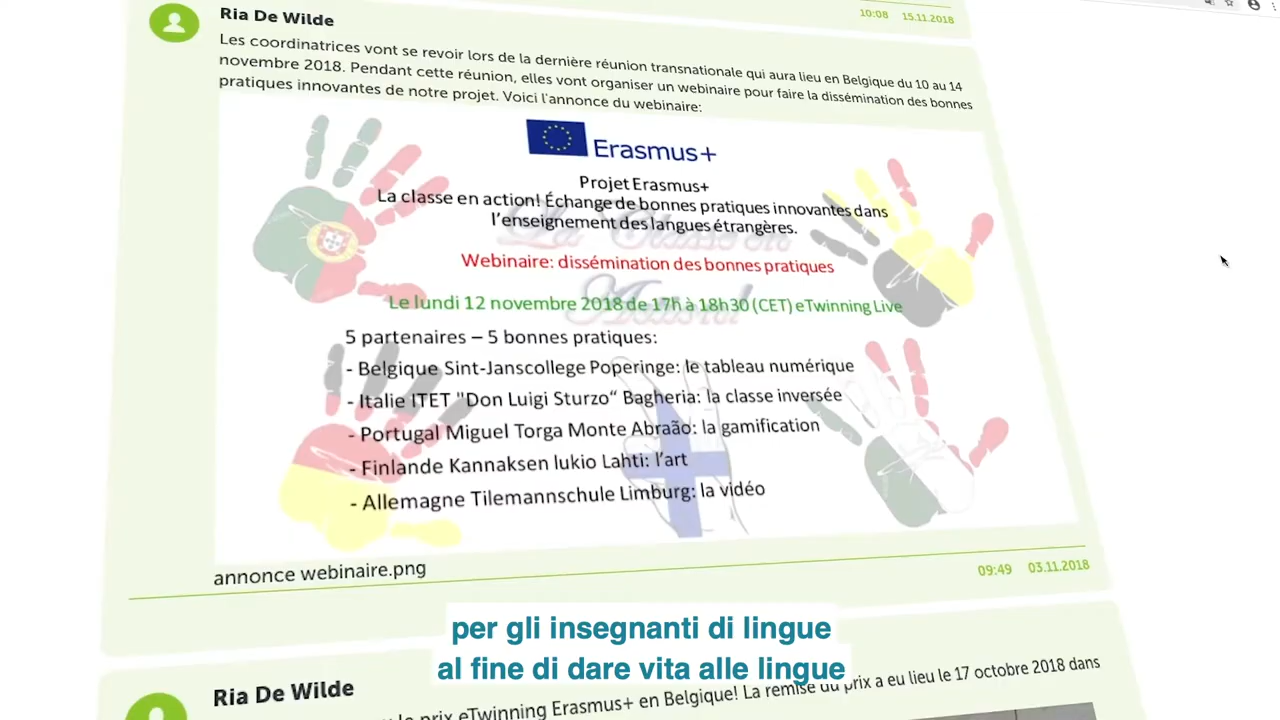 10:08 15.11.2018
Ria De Wilde
Les coordinatrices vont se revoir lors de la dernière réunion transnationale qui aura lieu en Belgique du 10 au 14
novembre 2018. Pendant cette réunion, elles vont organiser un webinaire pour faire la dissémination des bonnes
pratiques innovantes de notre projet. Voici l'annonce du webinaire:
Erasmus+
Projet Erasmus+
La classe en action! Échange de bonnes pratiques innovantes dans
l'enseignement des langues étrangères.
Webinaire: dissémination des bonnes pratiques
Le lundi 12 novembre 2018 de 17h à 18h30 (CET) eTwinning Live
5 partenaires – 5 bonnes pratiques:
- Belgique Sint-Janscollege Poperinge: le tableau numérique
- Italie ITET "Don Luigi Sturzo“ Bagheria: la classe inversée
- Portugal Miguel Torga Monte Abraão: la gamification
- Finlande Kannaksen lukio Lahti: l'art
- Allemagne Tilemannschule Limburg: la vidéo
annonce webinaire.png
09:49 03.11.2018
per gli insegnanti di lingue
al fine di dare vita alle lingue
Ria De Wilde
prix eTwinning Erasmus+ en Belgique! La remise du prix a eu lieu le 17 octobre 2018 dans